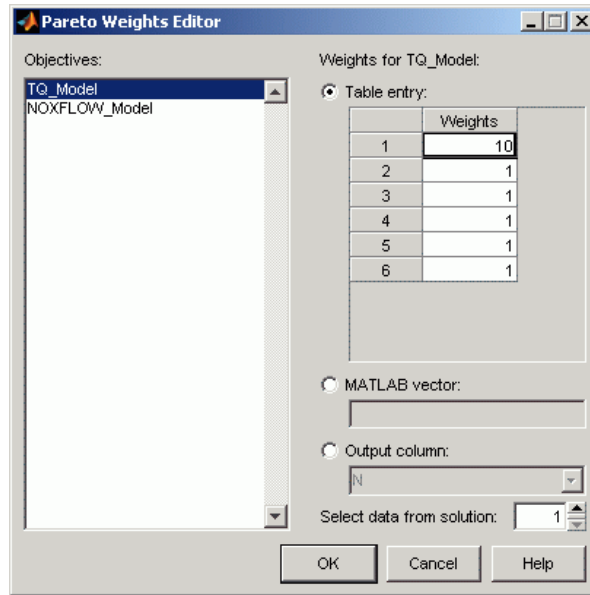 Pareto Weights Editor
Objectives:
TQ_Model
NOXFLOW_Model
Weights for TQ_Model:
Table entry:
Weights
1 10
2 1
3 1
4 1
5 1
6 1
MATLAB vector:
Output column:
N
Select data from solution: 1
OK Cancel Help